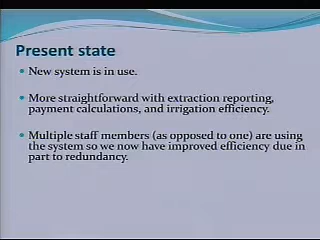 Present state
New system is in use.
More straightforward with extraction reporting,
payment calculations, and irrigation efficiency.
Multiple staff members (as opposed to one) are using
the system so we now have improved efficiency due in
part to redundancy.